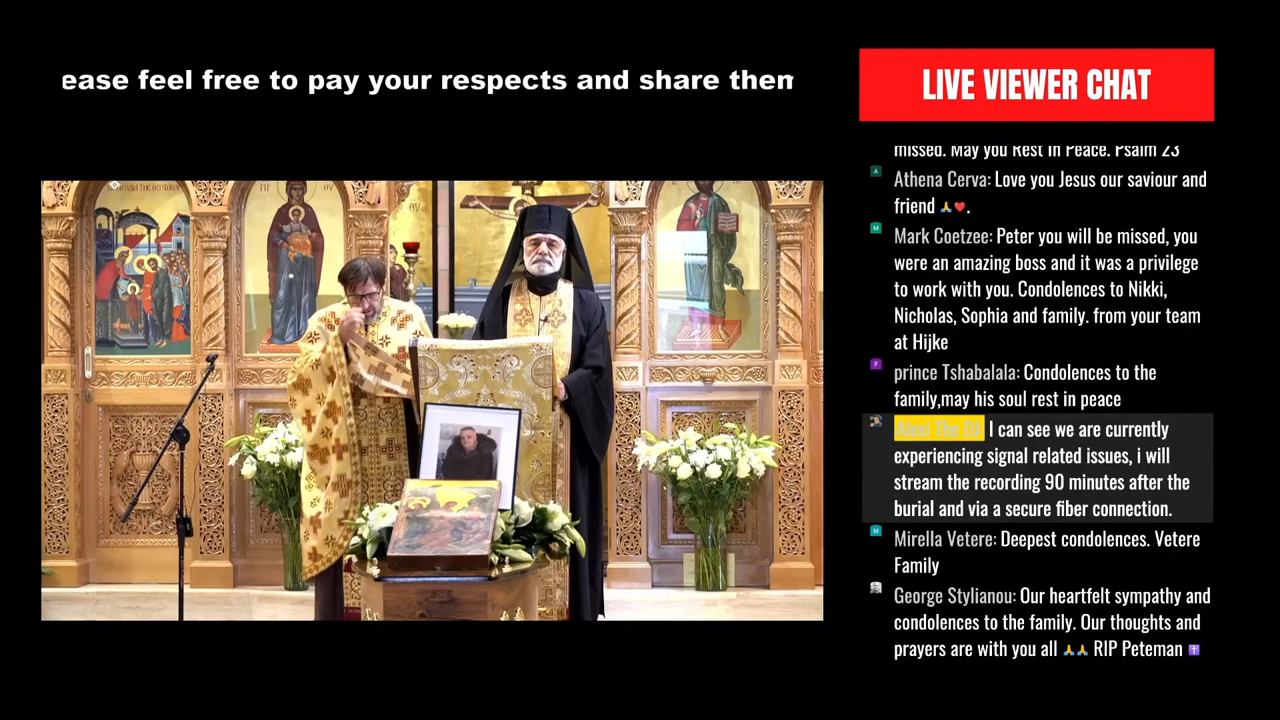 ease feel free to pay your respects and share them
LIVE VIEWER CHAT
missed. May you Rest In Peace. Psalm 23
Athena Cerva: Love you Jesus our saviour and
friend 🙏❤️.
Mark Coetzee: Peter you will be missed, you
were an amazing boss and it was a privilege
to work with you. Condolences to Nikki,
Nicholas, Sophia and family. from your team
at Hijke
prince Tshabalala: Condolences to the
family,may his soul rest in peace
Alexi The DJ: I can see we are currently
experiencing signal related issues, i will
stream the recording 90 minutes after the
burial and via a secure fiber connection.
Mirella Vetere: Deepest condolences. Vetere
Family
George Stylianou: Our heartfelt sympathy and
condolences to the family. Our thoughts and
prayers are with you all 🙏🙏 RIP Peteman ✝️